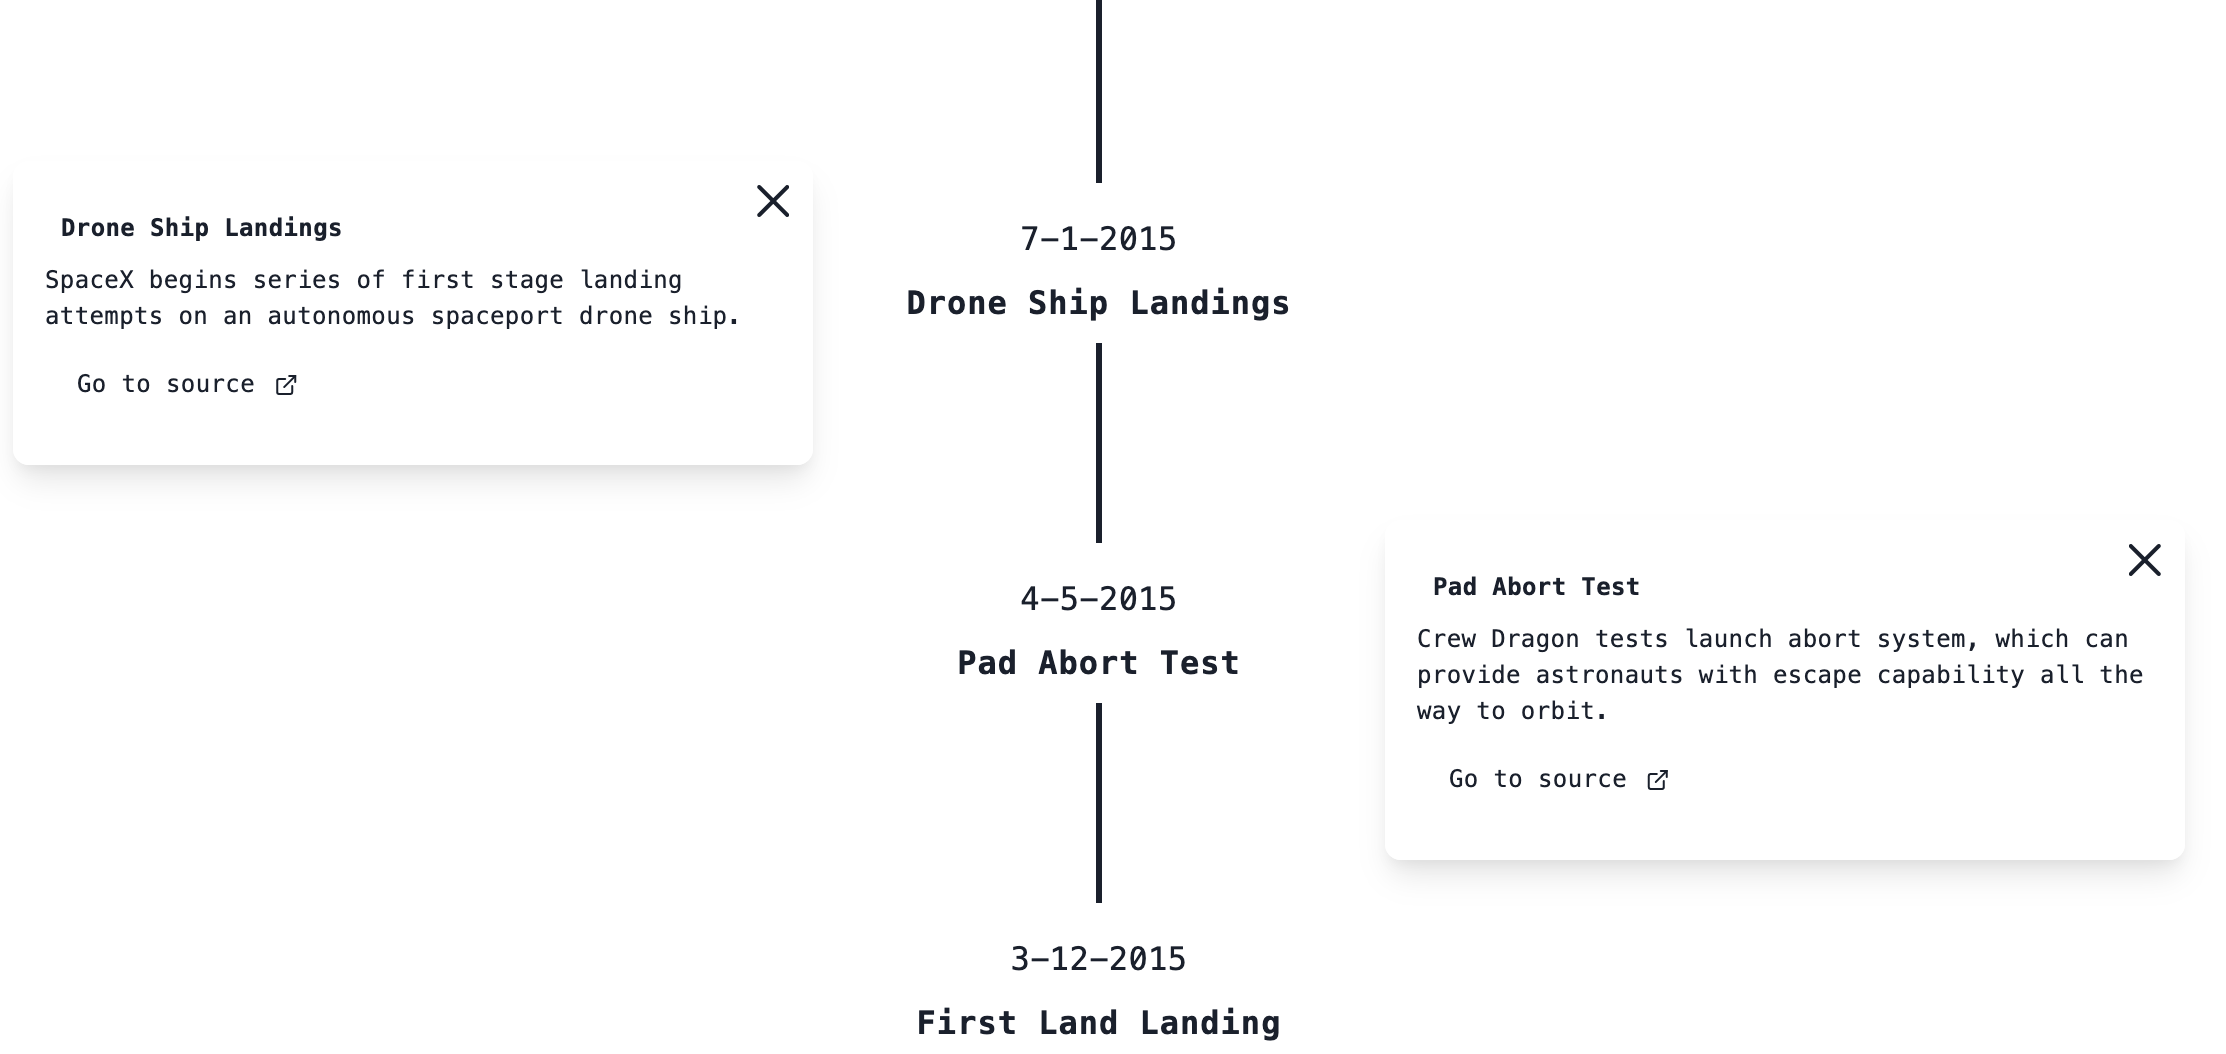 Drone Ship Landings
SpaceX begins series of first stage landing
attempts on an autonomous spaceport drone ship.
Go to source
7-1-2015
Drone Ship Landings
4-5-2015
Pad Abort Test
Pad Abort Test
Crew Dragon tests launch abort system, which can
provide astronauts with escape capability all the
way to orbit.
Go to source
3-12-2015
First Land Landing